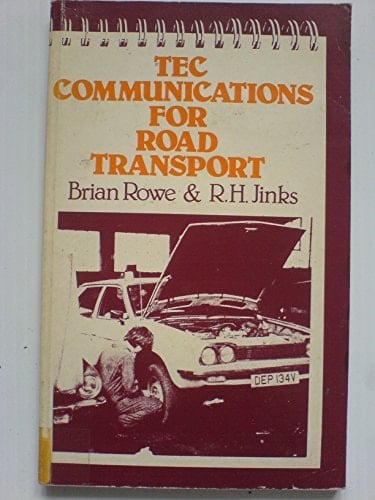 TEC
COMMUNICATIONS
FOR
ROAD
TRANSPORT
Brian Rowe & R.H. Jinks
DEP 134V